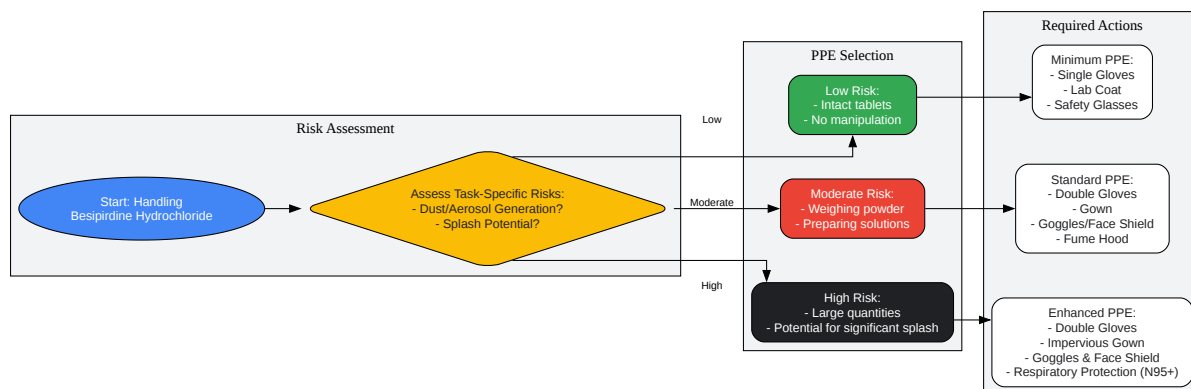 Risk Assessment
Start: Handling
Besipirdine Hydrochloride
Assess Task-Specific Risks:
- Dust/Aerosol Generation?
- Splash Potential?
Low
Moderate
High
PPE Selection
Low Risk:
- Intact tablets
- No manipulation
Moderate Risk:
- Weighing powder
- Preparing solutions
High Risk:
- Large quantities
- Potential for significant splash
Required Actions
Minimum PPE:
- Single Gloves
- Lab Coat
- Safety Glasses
Standard PPE:
- Double Gloves
- Gown
- Goggles/Face Shield
- Fume Hood
Enhanced PPE:
- Double Gloves
- Impervious Gown
- Goggles & Face Shield
- Respiratory Protection (N95+)